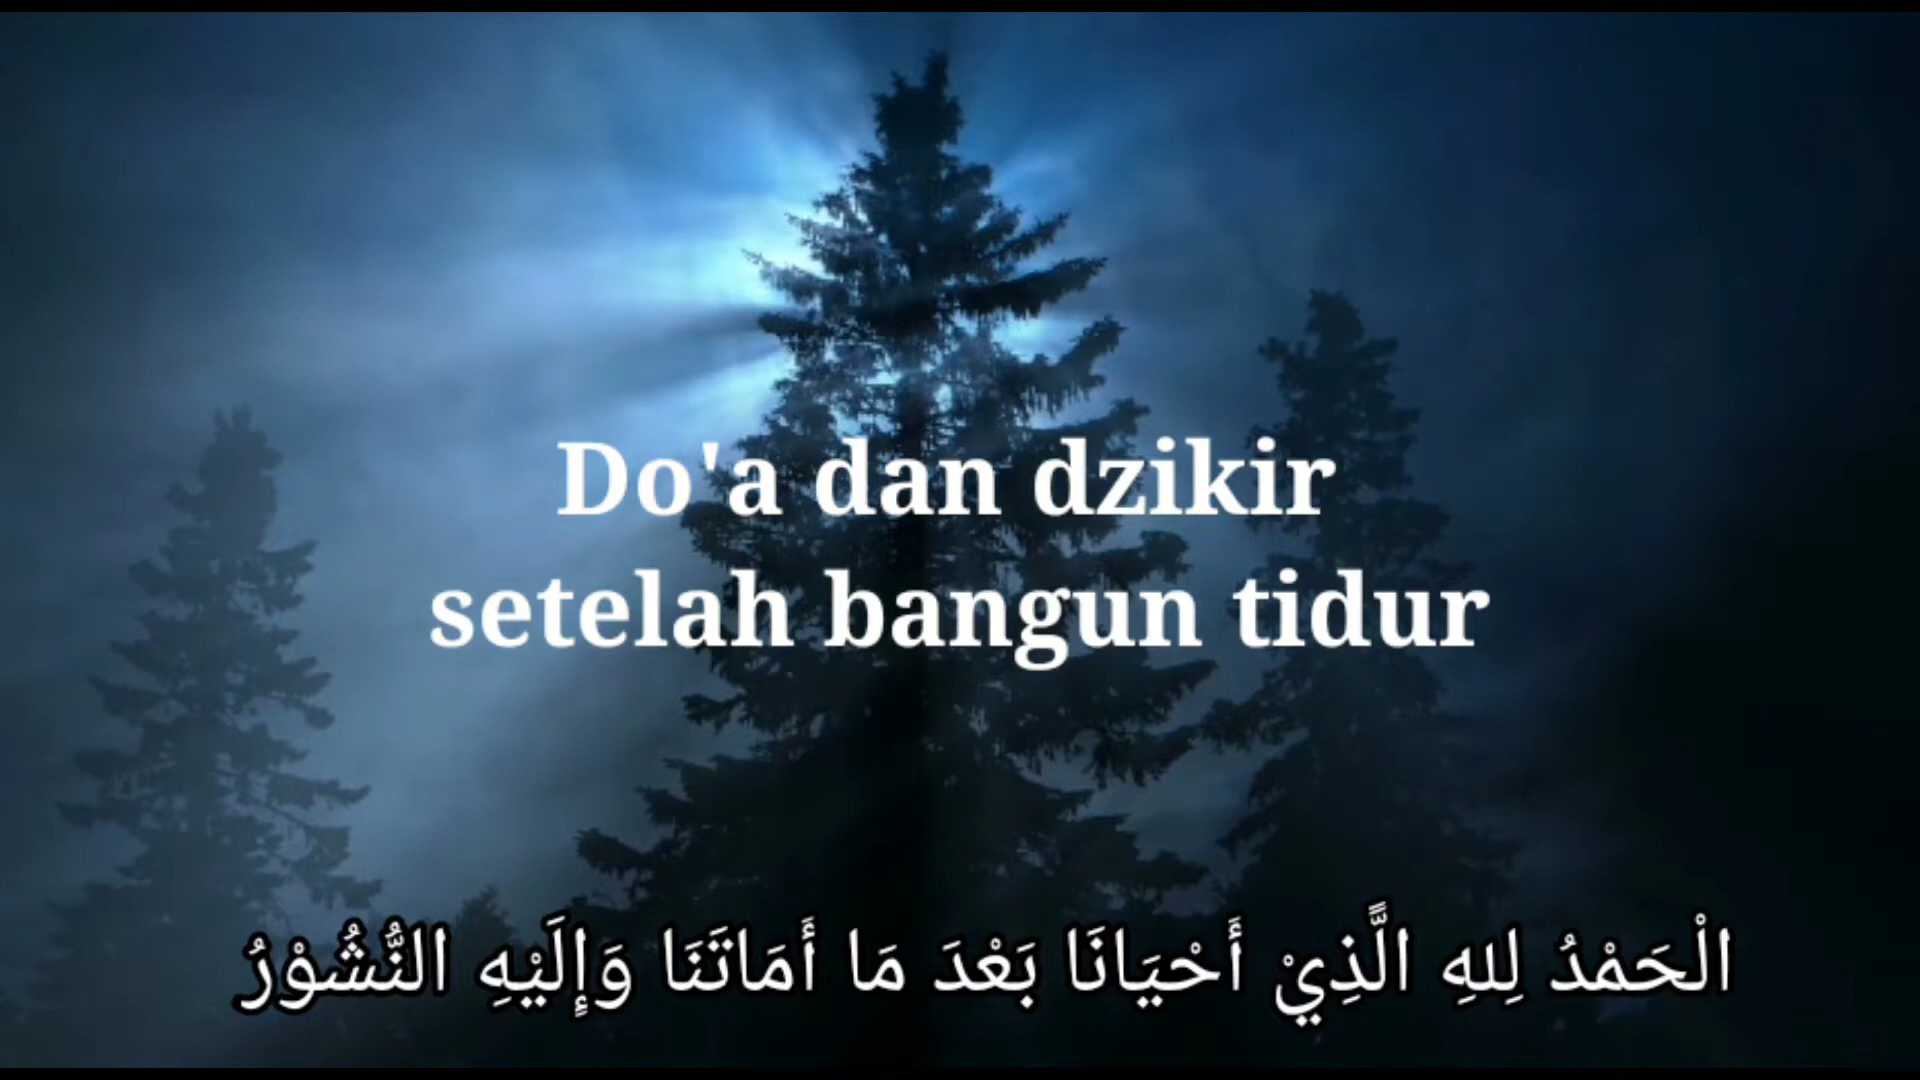 Do'a dan dzikir
setelah bangun tidur
الْحَمْدُ لِلهِ الَّذِيْ أَحْيَانَا بَعْدَ مَا أَمَاتَنَا وَإِلَيْهِ النُّشُوْرُ